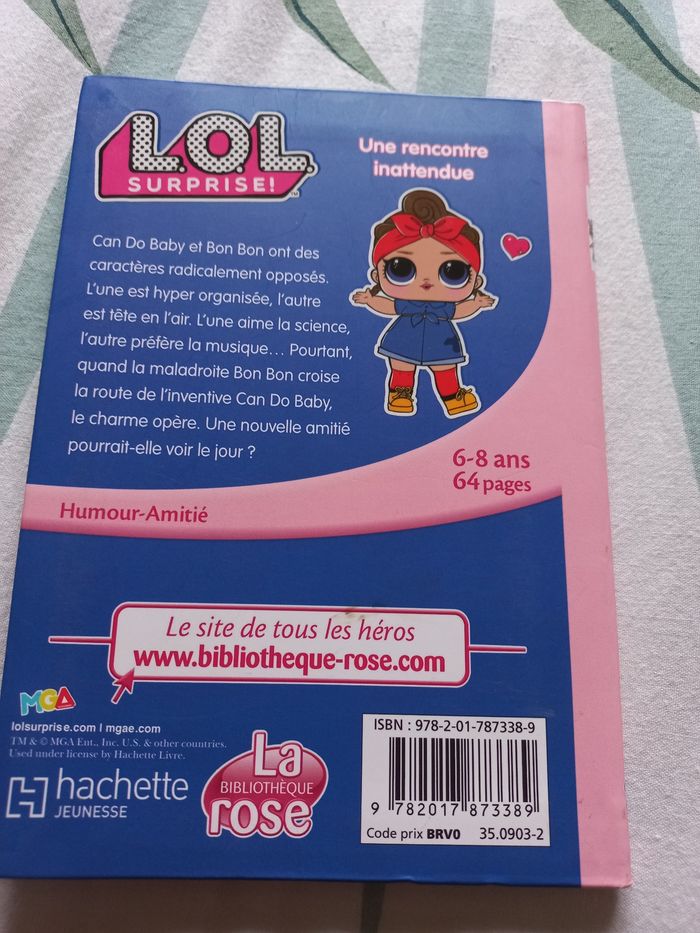 L.O.L.
SURPRISE!™
Une rencontre
inattendue
Can Do Baby et Bon Bon ont des
caractères radicalement opposés.
L'une est hyper organisée, l'autre
est tête en l'air. L'une aime la science,
l'autre préfère la musique... Pourtant,
quand la maladroite Bon Bon croise
la route de l'inventive Can Do Baby,
le charme opère. Une nouvelle amitié
pourrait-elle voir le jour ?
6-8 ans
64 pages
Humour-Amitié
Le site de tous les héros
www.bibliotheque-rose.com
MGA
lolsurprise.com | mgae.com
TM & © MGA Ent., Inc. U.S. & other countries.
Used under license by Hachette Livre.
hachette
JEUNESSE
La
BIBLIOTHÈQUE
rose
ISBN : 978-2-01-787338-9
9 782017 873389
Code prix BRV0 35.0903-2